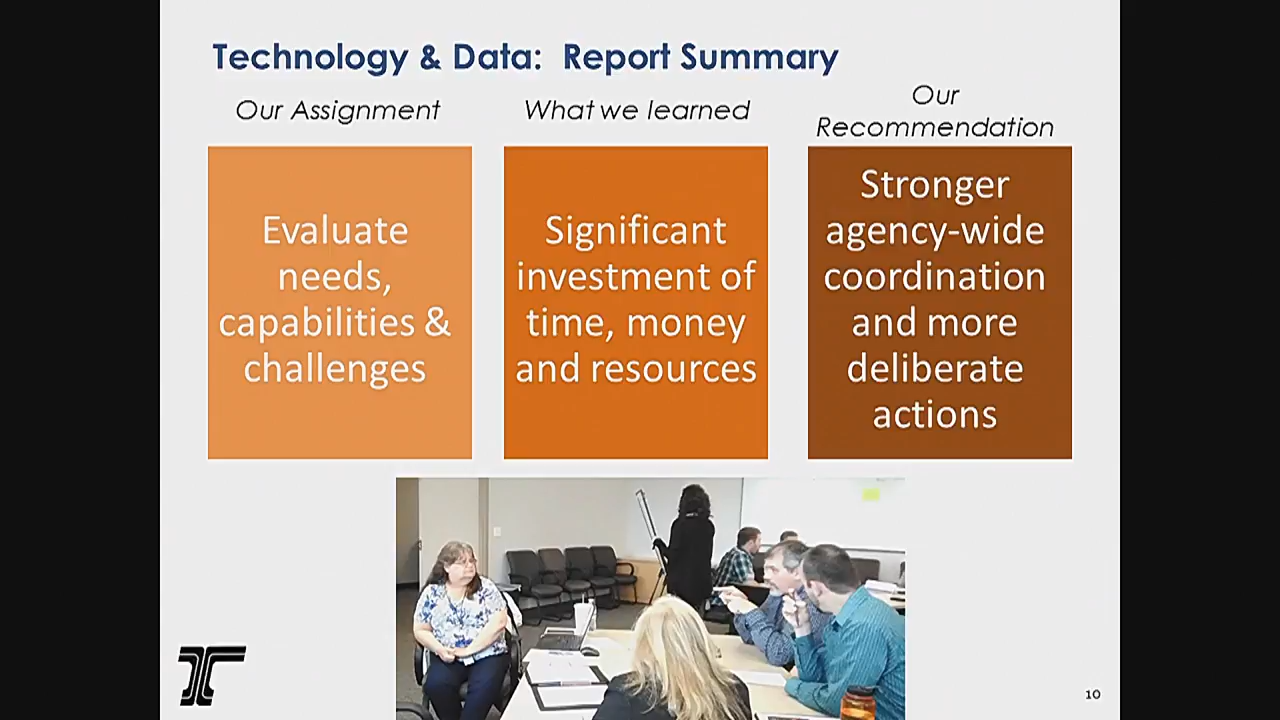 Technology & Data: Report Summary
Our Assignment
Evaluate
needs,
capabilities &
challenges
What we learned
Significant
investment of
time, money
and resources
Our
Recommendation
Stronger
agency-wide
coordination
and more
deliberate
actions
10